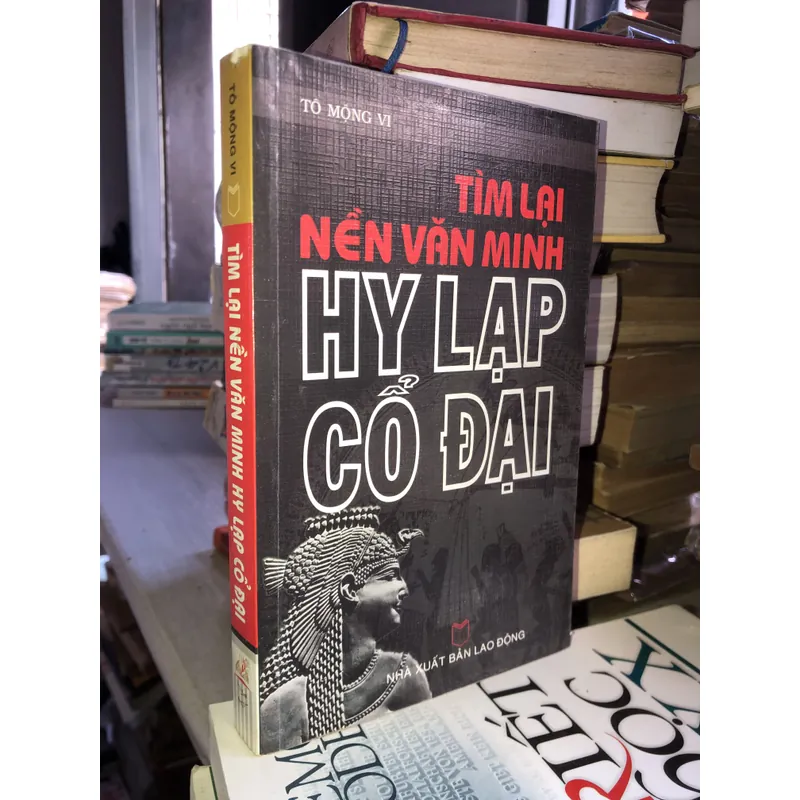 TÔ MỘNG VI
TÌM LẠI
NỀN VĂN MINH
HY LẠP
CỔ ĐẠI
NHÀ XUẤT BẢN LAO ĐỘNG
TÔ MỘNG VI
TÌM LẠI NỀN VĂN MINH HY LẠP CỔ ĐẠI